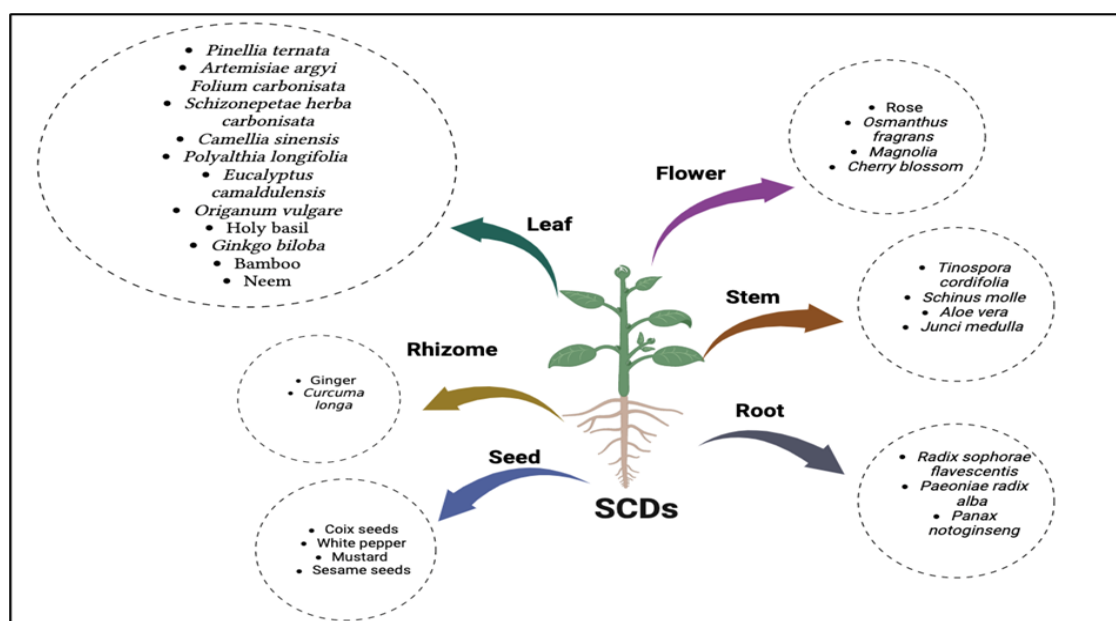 • Pinellia ternata
• Artemisiae argyi
Folium carbonisata
• Schizonepetae herba
carbonisata
• Camellia sinensis
• Polyalthia longifolia
• Eucalyptus
camaldulensis
• Origanum vulgare
• Holy basil
• Ginkgo biloba
• Bamboo
• Neem
Leaf
Flower
• Rose
• Osmanthus
fragrans
• Magnolia
• Cherry blossom
Stem
• Tinospora
cordifolia
• Schinus molle
• Aloe vera
• Junci medulla
Rhizome
• Ginger
• Curcuma
longa
Root
• Radix sophorae
flavescentis
• Paeoniae radix
alba
• Panax
notoginseng
Seed
• Coix seeds
• White pepper
• Mustard
• Sesame seeds
SCDs